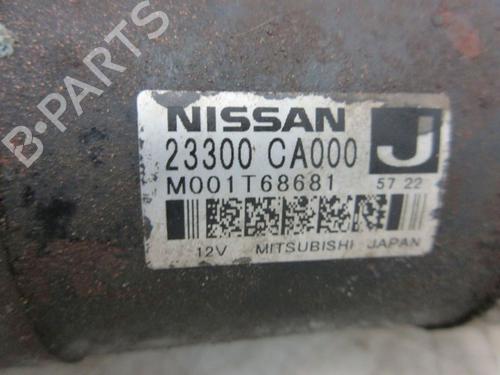 B-PARTS
NISSAN
23300 CA000 J
M001T68681 57 22
12V MITSUBISHI JAPAN